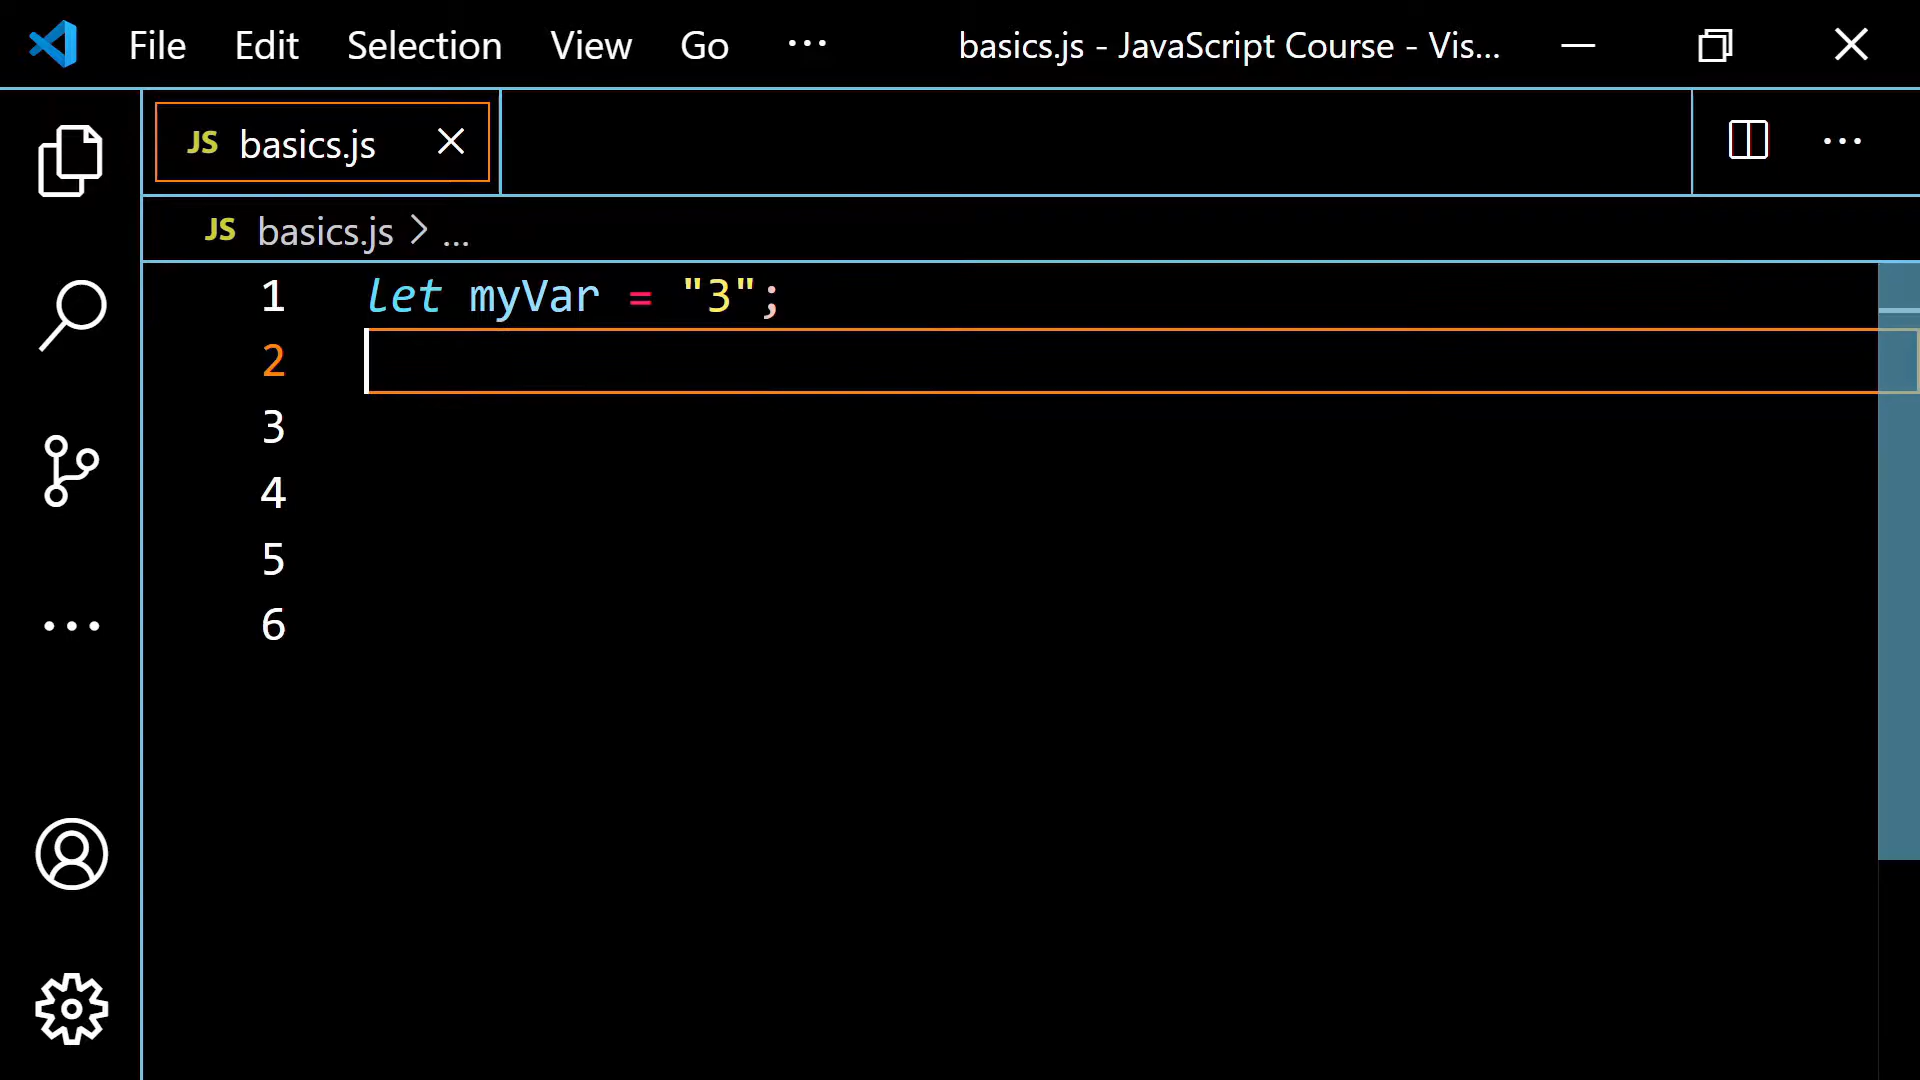 File Edit Selection View Go ... basics.js - JavaScript Course - Vis...
JS basics.js
JS basics.js > ...
1 let myVar = "3";
2
3
4
5
6